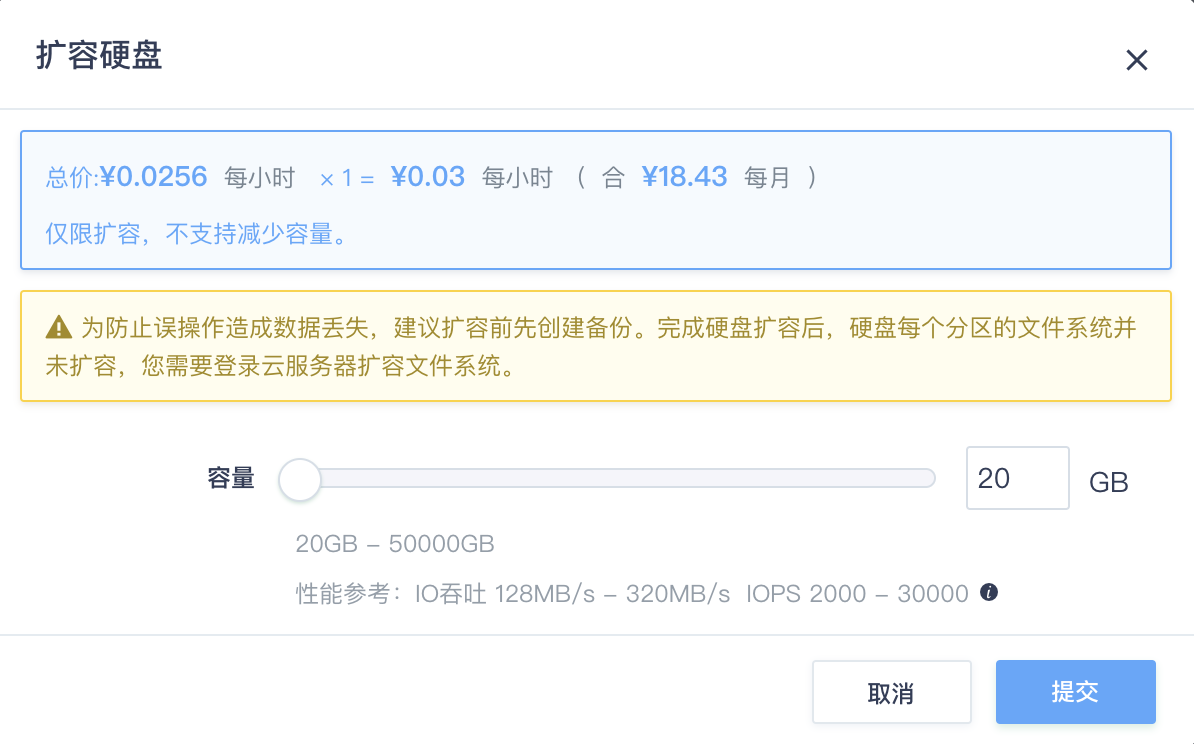 扩容硬盘
总价:¥0.0256 每小时 × 1 = ¥0.03 每小时 （ 合 ¥18.43 每月 ）
仅限扩容，不支持减少容量。
为防止误操作造成数据丢失，建议扩容前先创建备份。完成硬盘扩容后，硬盘每个分区的文件系统并
未扩容，您需要登录云服务器扩容文件系统。
容量 20 GB
20GB – 50000GB
性能参考：IO吞吐 128MB/s – 320MB/s IOPS 2000 – 30000
取消 提交